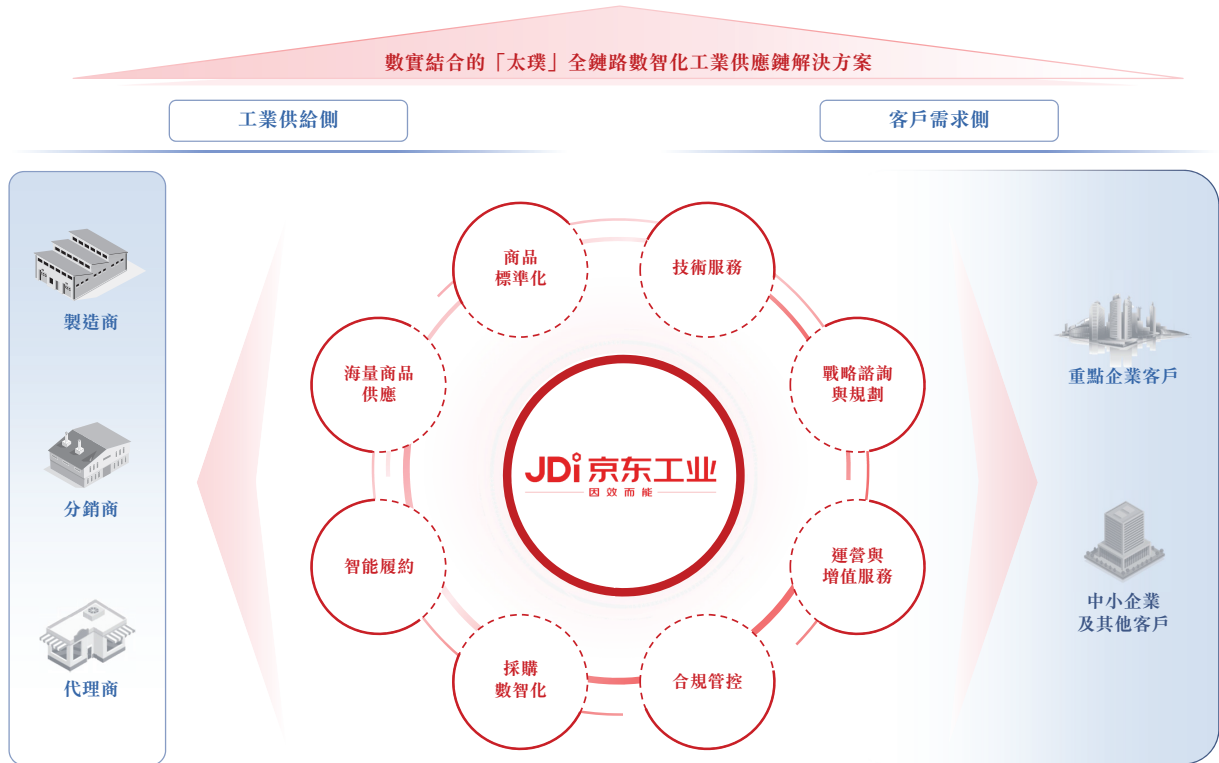 數實結合的「太璞」全鏈路數智化工業供應鏈解決方案
工業供給側
客戶需求側
製造商
分銷商
代理商
商品
標準化
技術服務
海量商品
供應
戰略諮詢
與規劃
JDi 京东工业
因效而能
智能履約
運營與
增值服務
採購
數智化
合規管控
重點企業客戶
中小企業
及其他客戶